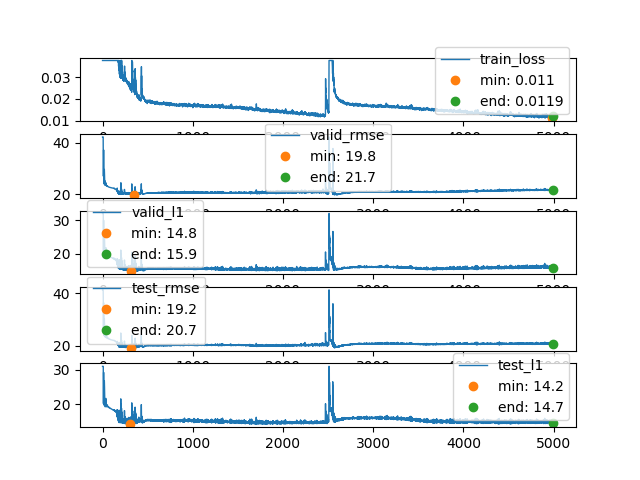 train_loss
min: 0.011
end: 0.0119
0.03
0.02
0.01
0 1000 2000 3000 4000 5000
valid_rmse
min: 19.8
end: 21.7
40
20
valid_l1
min: 14.8
end: 15.9
30
20
test_rmse
min: 19.2
end: 20.7
40
20
test_l1
min: 14.2
end: 14.7
30
20
0 1000 2000 3000 4000 5000